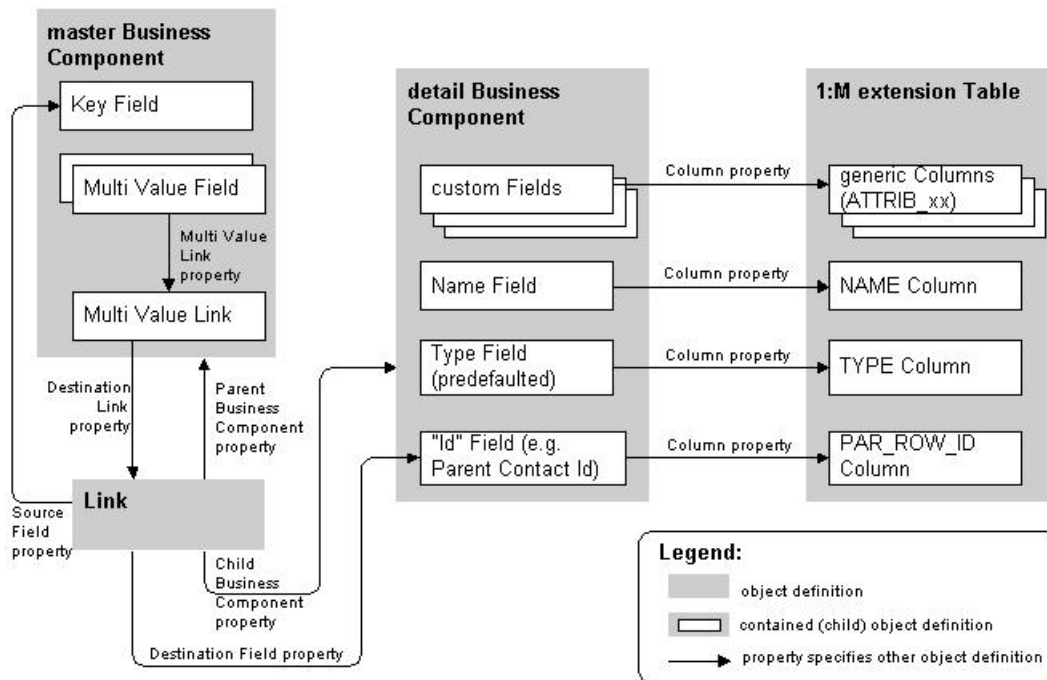 master Business
Component
Key Field
Multi Value Field
Multi Value
Link
property
Multi Value Link
Destination
Link
property
Parent
Business
Component
property
Link
Source
Field
property
Child
Business
Component
property
Destination Field property
detail Business
Component
custom Fields
Name Field
Type Field
(predefaulted)
"Id" Field (e.g.
Parent Contact Id)
Column property
Column property
Column property
Column property
1:M extension Table
generic Columns
(ATTRIB_xx)
NAME Column
TYPE Column
PAR_ROW_ID
Column
Legend:
object definition
contained (child) object definition
property specifies other object definition